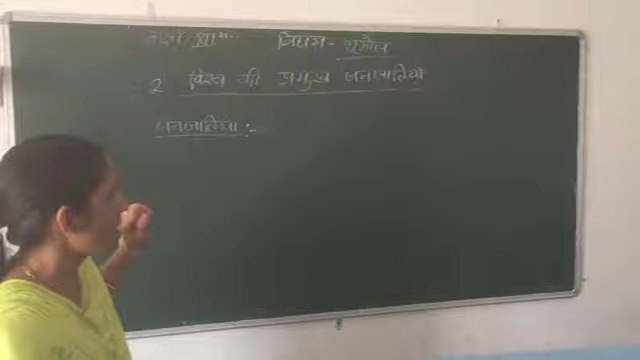 विषय - भूगोल
2 विश्व की प्रमुख जनजातियाँ
जनजातियाँ :-